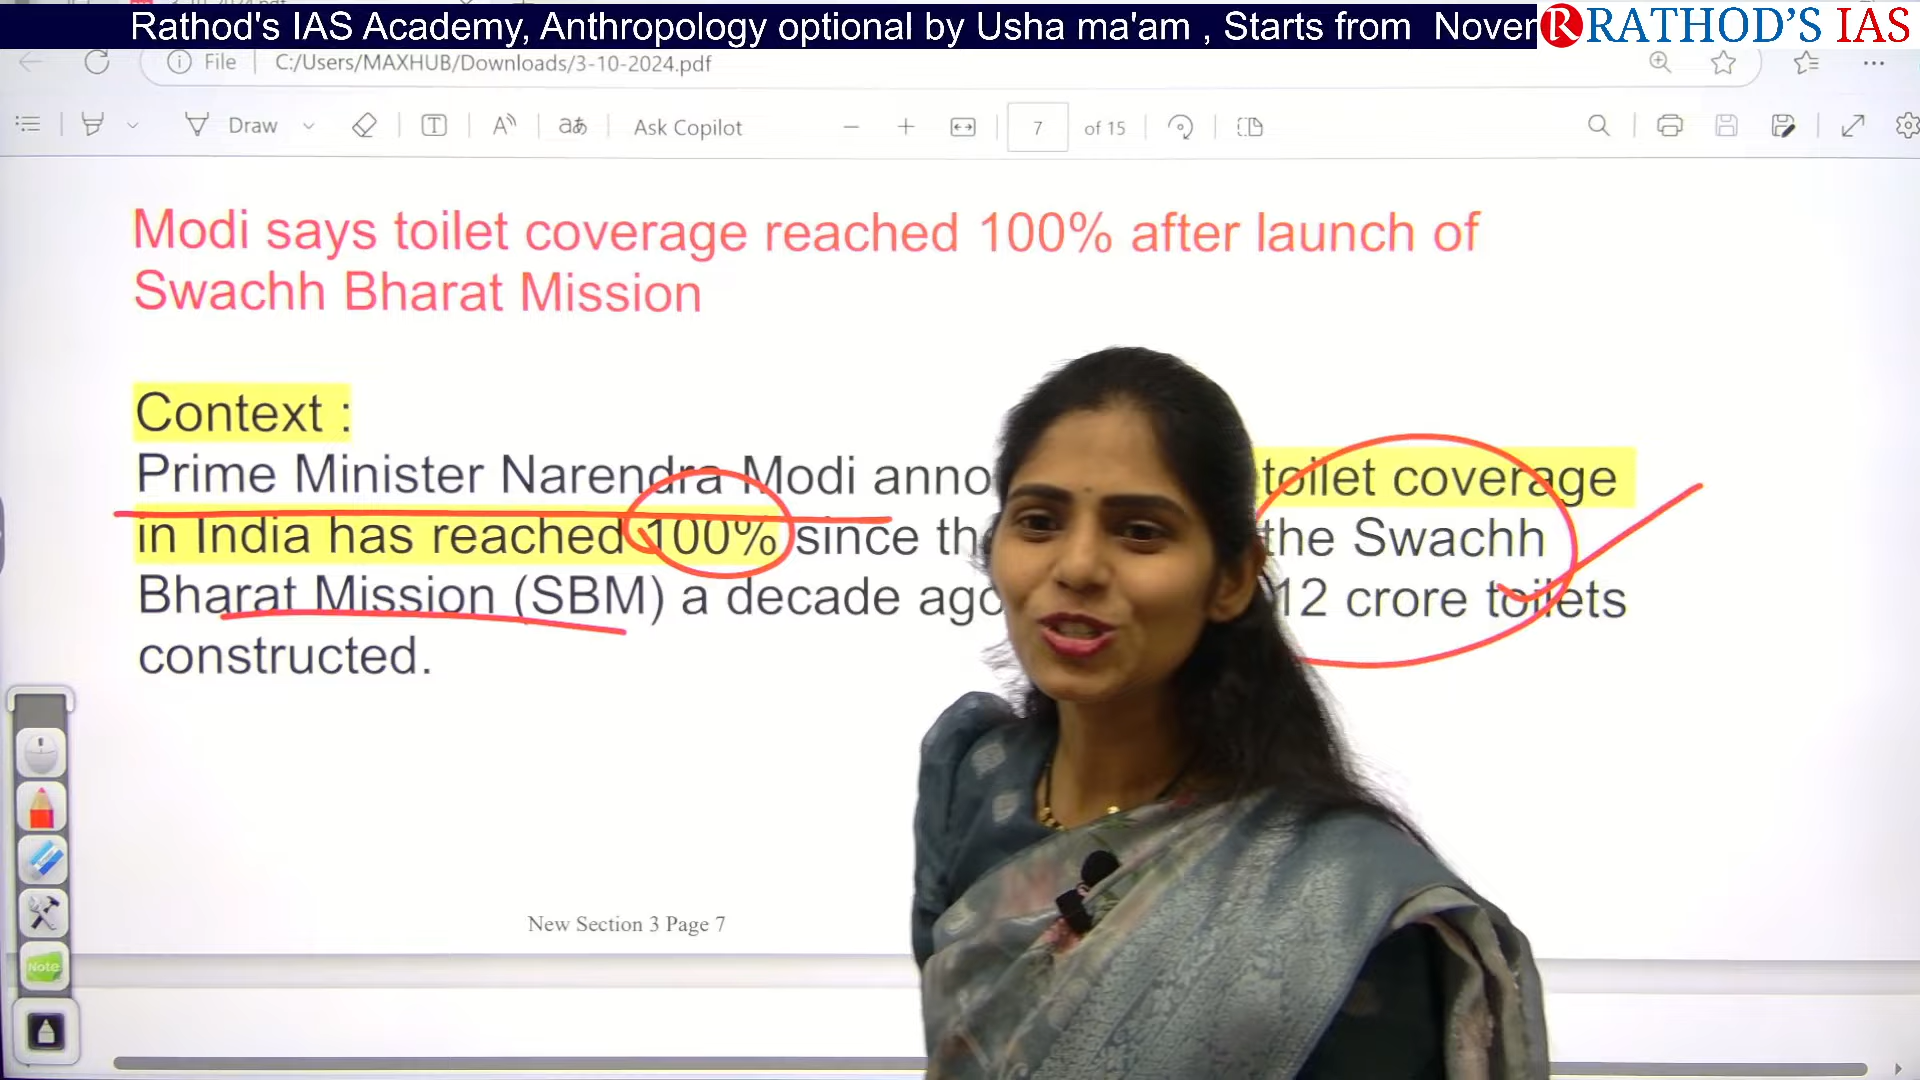 Rathod's IAS Academy, Anthropology optional by Usha ma'am , Starts from Nover
RATHOD'S IAS
File
C:/Users/MAXHUB/Downloads/3-10-2024.pdf
Draw
Ask Copilot
7 of 15
Modi says toilet coverage reached 100% after launch of
Swachh Bharat Mission
Context :
Prime Minister Narendra Modi anno toilet coverage
in India has reached 100% since the the Swachh
Bharat Mission (SBM) a decade ago 12 crore toilets
constructed.
Note
New Section 3 Page 7